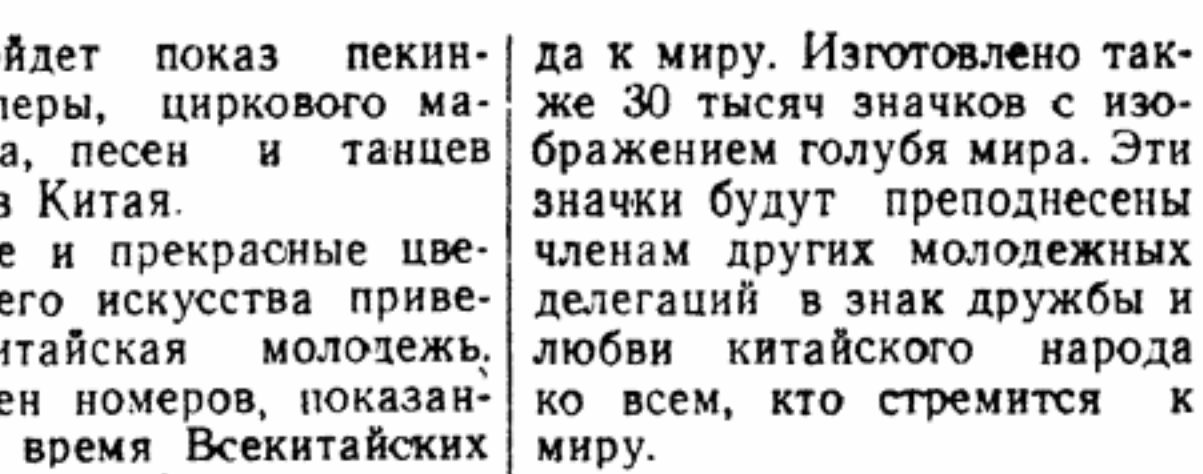 йдет показ пекин-
перы, циркового ма-
а, песен и танцев
в Китая.
е и прекрасные цве-
его искусства приве-
итайская молодежь.
ен номеров, показан-
время Всекитайских
да к миру. Изготовлено так-
же 30 тысяч значков с изо-
бражением голубя мира. Эти
значки будут преподнесены
членам других молодежных
делегаций в знак дружбы и
любви китайского народа
ко всем, кто стремится к
миру.